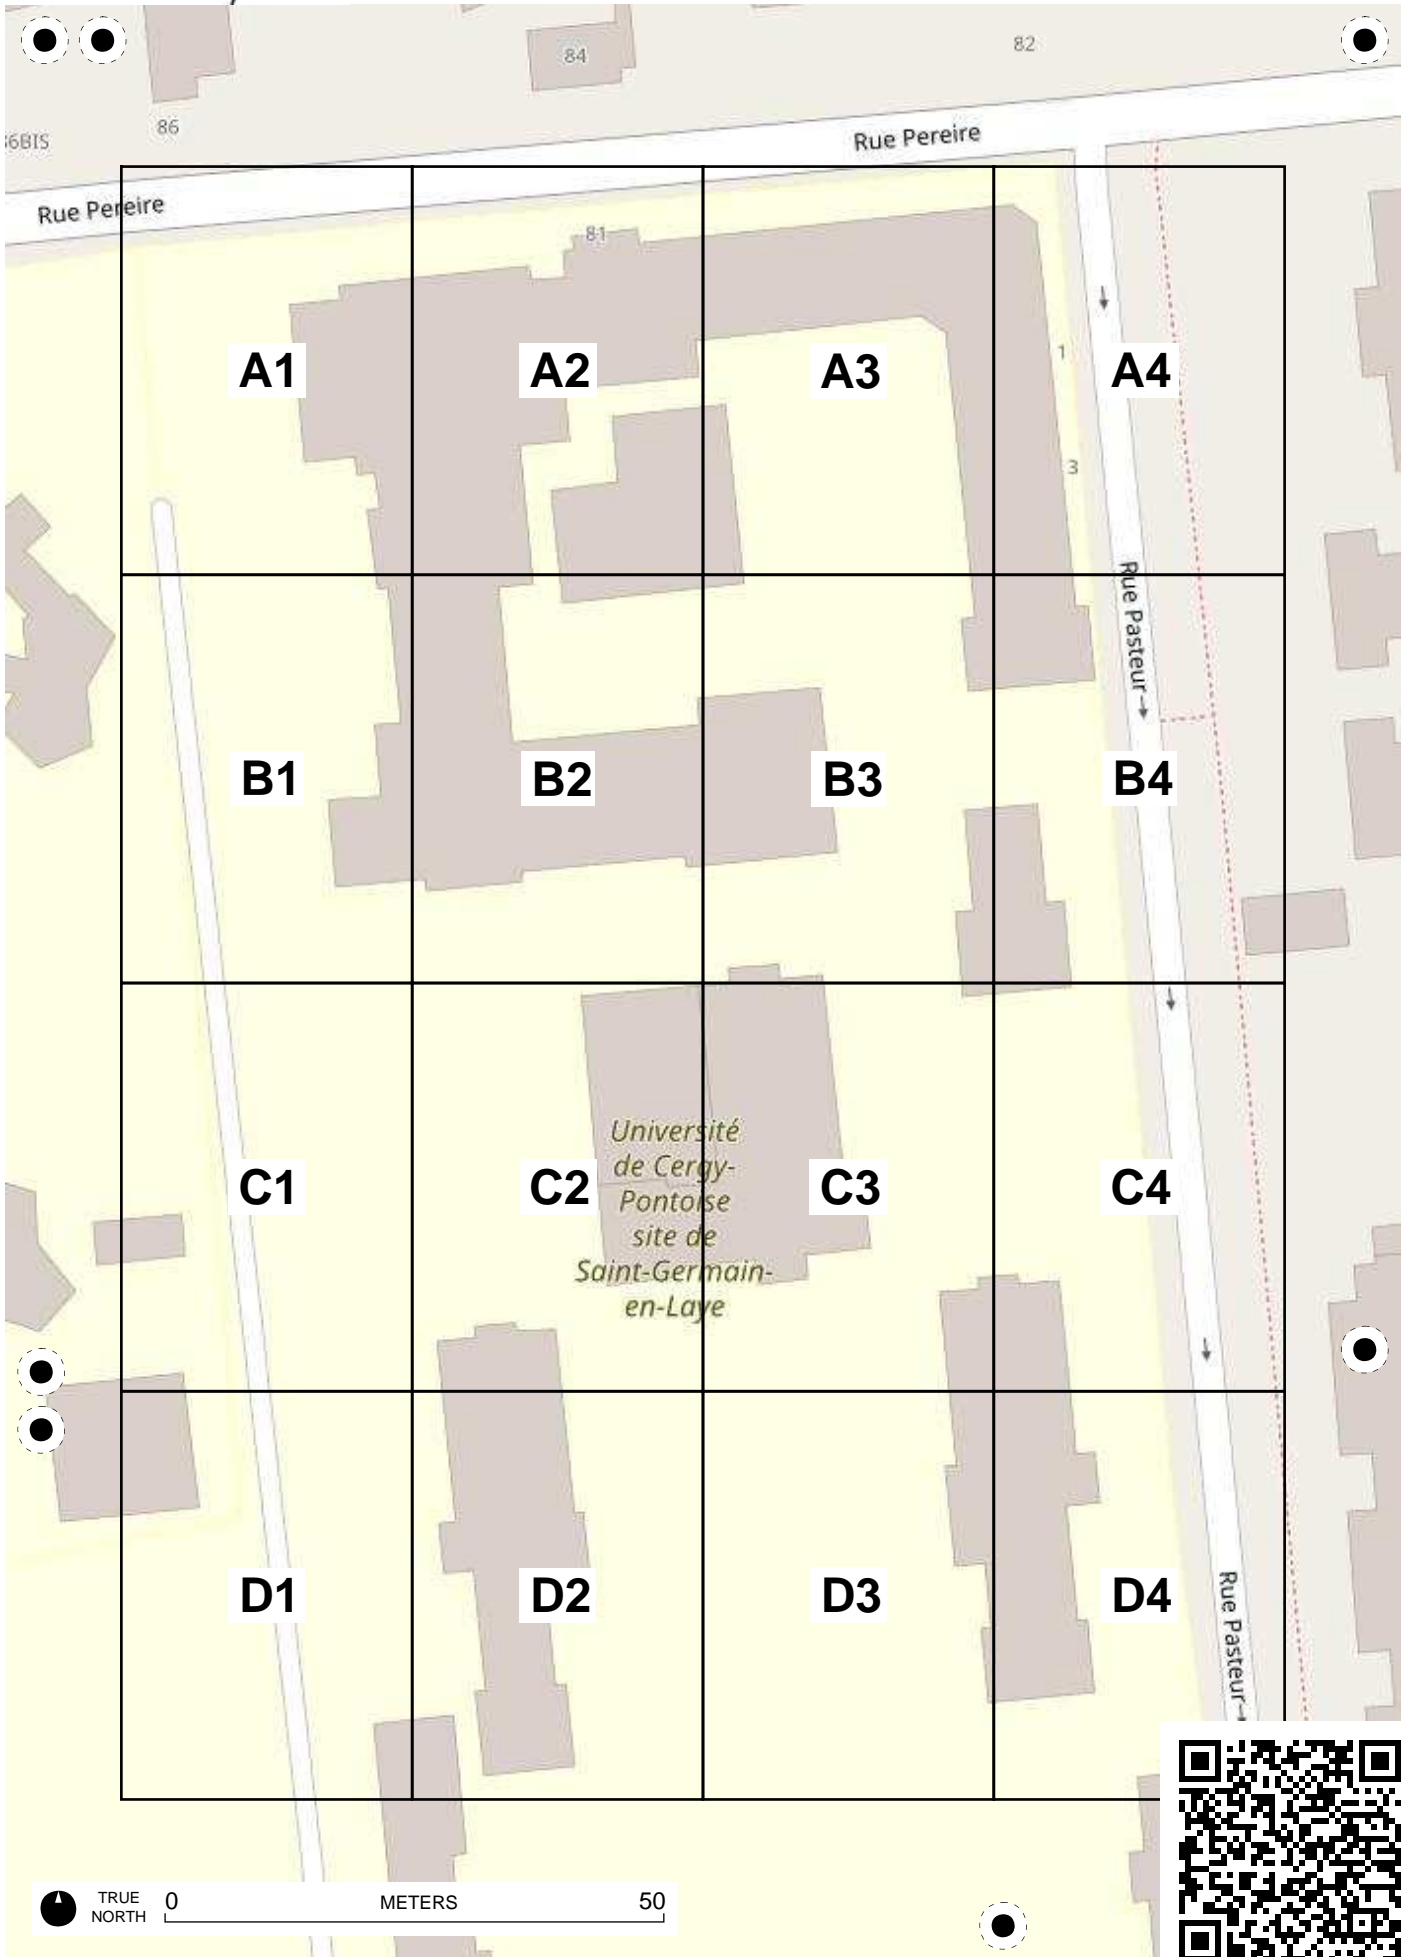 84
82
86
86BIS
Rue Pereire
Rue Pereire
81
A1
A2
A3
A4
1
3
Rue Pasteur
B1
B2
B3
B4
Université
de Cergy-
Pontoise
site de
Saint-Germain-
en-Laye
C1
C2
C3
C4
D1
D2
D3
D4
Rue Pasteur
TRUE
NORTH
0
METERS
50